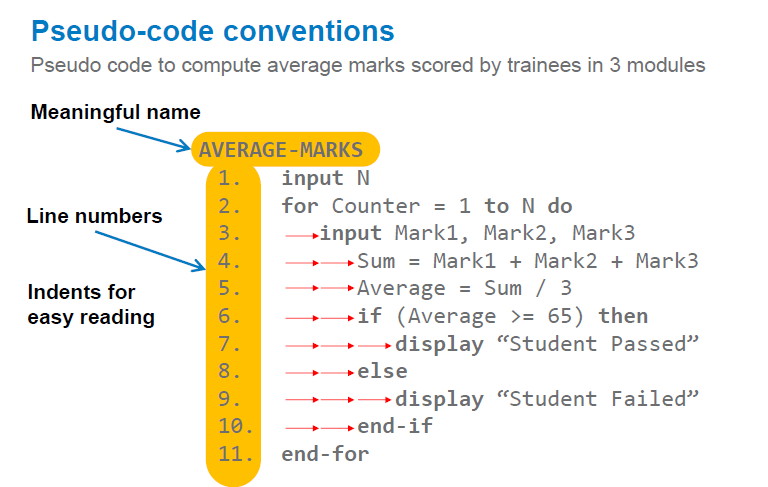 Pseudo-code conventions
Pseudo code to compute average marks scored by trainees in 3 modules
Meaningful name
AVERAGE-MARKS
1. input N
2. for Counter = 1 to N do
3. input Mark1, Mark2, Mark3
Line numbers
4. Sum = Mark1 + Mark2 + Mark3
5. Average = Sum / 3
Indents for
easy reading
6. if (Average >= 65) then
7. display “Student Passed”
8. else
9. display “Student Failed”
10. end-if
11. end-for